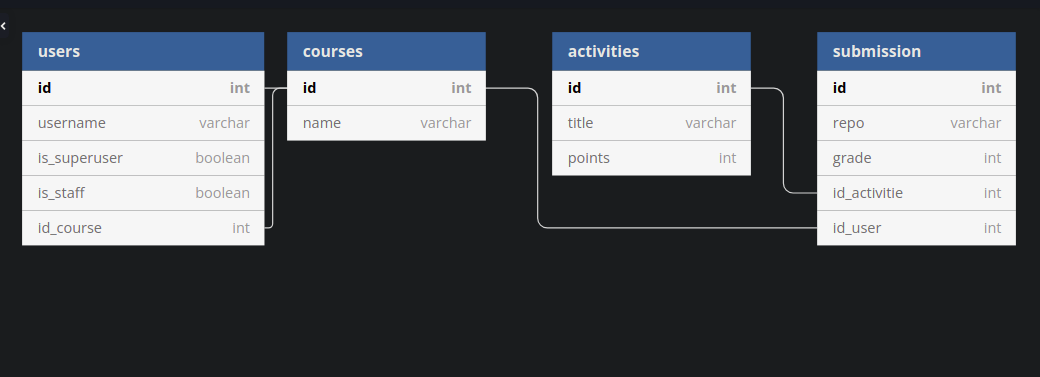 users
id int
username varchar
is_superuser boolean
is_staff boolean
id_course int
courses
id int
name varchar
activities
id int
title varchar
points int
submission
id int
repo varchar
grade int
id_activitie int
id_user int